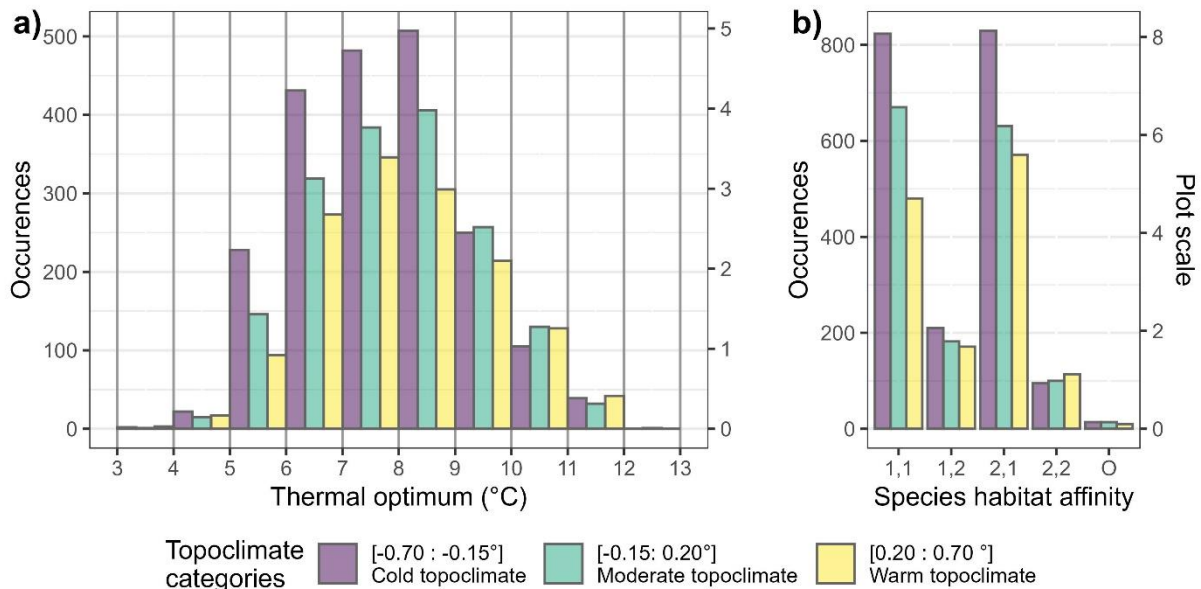 a)
500
400
300
200
100
0
Occurences
5
4
3
2
1
0
3 4 5 6 7 8 9 10 11 12 13
Thermal optimum (°C)
b)
800
600
400
200
0
Occurences
8
6
4
2
0
Plot scale
1,1 1,2 2,1 2,2 O
Species habitat affinity
Topoclimate
categories
[-0.70 : -0.15°]
Cold topoclimate
[-0.15: 0.20°]
Moderate topoclimate
[0.20 : 0.70 °]
Warm topoclimate